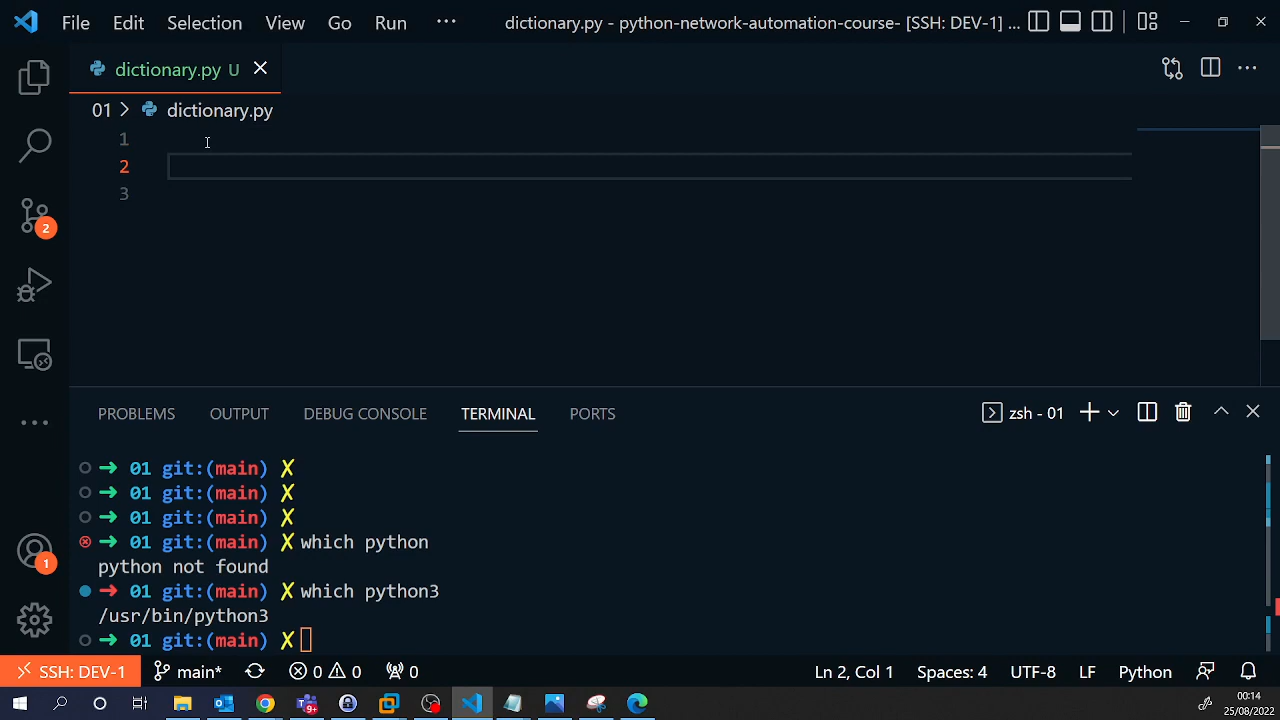 File Edit Selection View Go Run ··· dictionary.py - python-network-automation-course- [SSH: DEV-1] ...
dictionary.py U
01 > dictionary.py
1
2
3
2
1
PROBLEMS OUTPUT DEBUG CONSOLE TERMINAL PORTS zsh - 01
➜ 01 git:(main) ✗
➜ 01 git:(main) ✗
➜ 01 git:(main) ✗
➜ 01 git:(main) ✗ which python
python not found
➜ 01 git:(main) ✗ which python3
/usr/bin/python3
➜ 01 git:(main) ✗
SSH: DEV-1 main* 0 0 0 Ln 2, Col 1 Spaces: 4 UTF-8 LF Python
00:14
25/08/2022